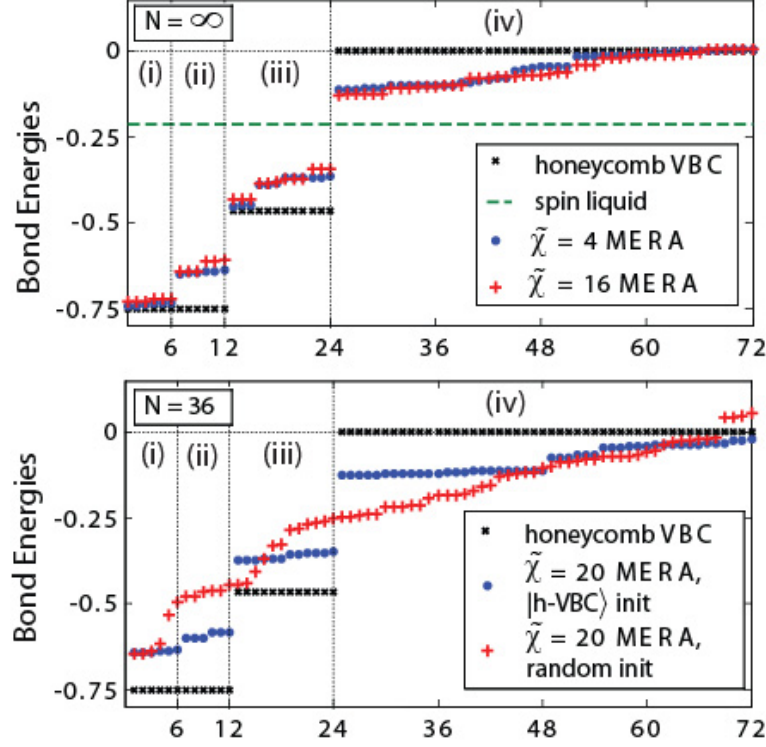 N = ∞
(iv)
0
(i)
(ii)
(iii)
-0.25
-0.5
-0.75
Bond Energies
honeycomb VBC
spin liquid
χ̃ = 4 MERA
χ̃ = 16 MERA
6 12 24 36 48 60 72
N = 36
(iv)
0
(i)
(ii)
(iii)
-0.25
-0.5
-0.75
Bond Energies
honeycomb VBC
χ̃ = 20 MERA,
|h-VBC⟩ init
χ̃ = 20 MERA,
random init
6 12 24 36 48 60 72